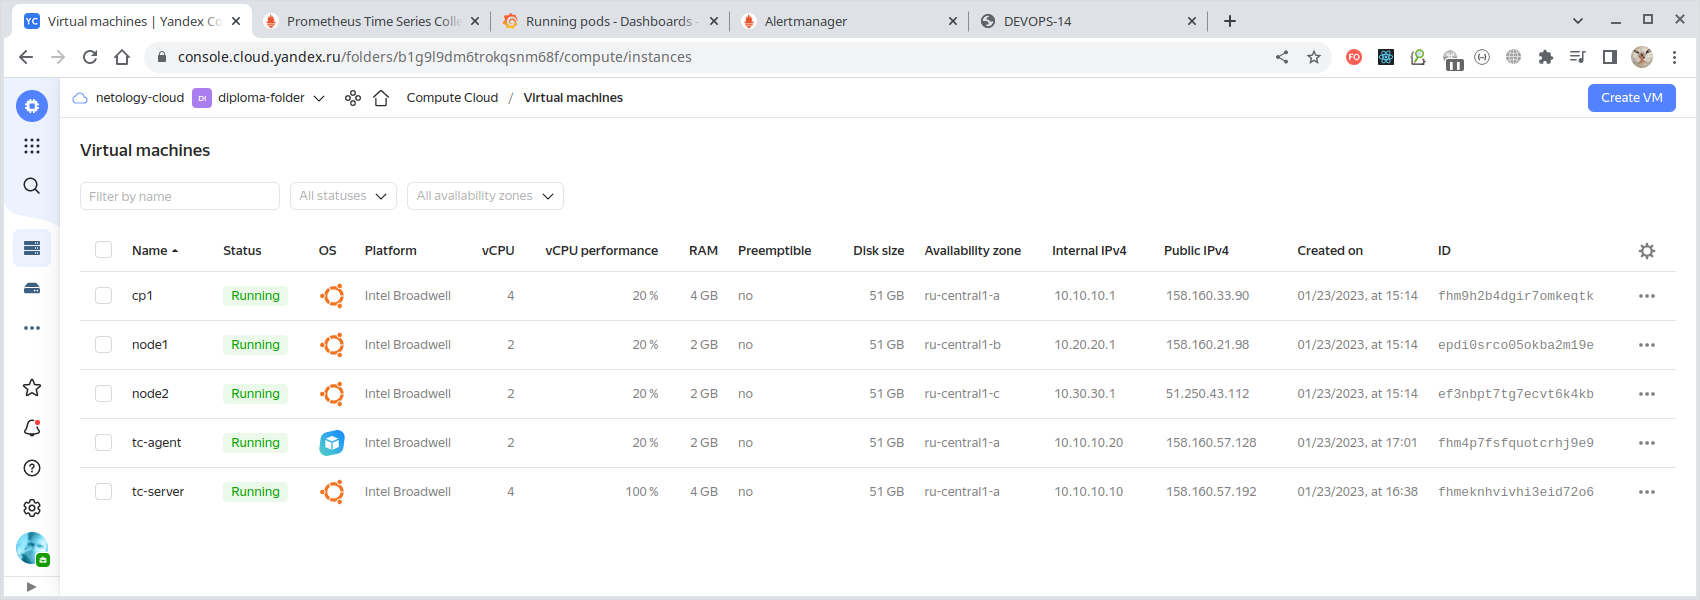 YC Virtual machines | Yandex Co
Prometheus Time Series Colle
Running pods - Dashboards -
Alertmanager
DEVOPS-14
console.cloud.yandex.ru/folders/b1g9l9dm6trokqsnm68f/compute/instances
FO
netology-cloud DI diploma-folder Compute Cloud / Virtual machines Create VM
Virtual machines
Filter by name All statuses All availability zones
Name Status OS Platform vCPU vCPU performance RAM Preemptible Disk size Availability zone Internal IPv4 Public IPv4 Created on ID
cp1 Running Intel Broadwell 4 20 % 4 GB no 51 GB ru-central1-a 10.10.10.1 158.160.33.90 01/23/2023, at 15:14 fhm9h2b4dgir7omkeqtk
node1 Running Intel Broadwell 2 20 % 2 GB no 51 GB ru-central1-b 10.20.20.1 158.160.21.98 01/23/2023, at 15:14 epdi0srco05okba2m19e
node2 Running Intel Broadwell 2 20 % 2 GB no 51 GB ru-central1-c 10.30.30.1 51.250.43.112 01/23/2023, at 15:14 ef3nbpt7tg7ecvt6k4kb
tc-agent Running Intel Broadwell 2 20 % 2 GB no 51 GB ru-central1-a 10.10.10.20 158.160.57.128 01/23/2023, at 17:01 fhm4p7fsfquotcrhj9e9
tc-server Running Intel Broadwell 4 100 % 4 GB no 51 GB ru-central1-a 10.10.10.10 158.160.57.192 01/23/2023, at 16:38 fhmeknhvivhi3eid72o6